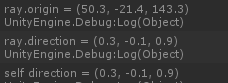 ray.origin = (50.3, -21.4, 143.3)
UnityEngine.Debug:Log(Object)
ray.direction = (0.3, -0.1, 0.9)
UnityEngine.Debug:Log(Object)
self direction = (0.3, -0.1, 0.9)
UnityEngine.Debug:Log(Object)